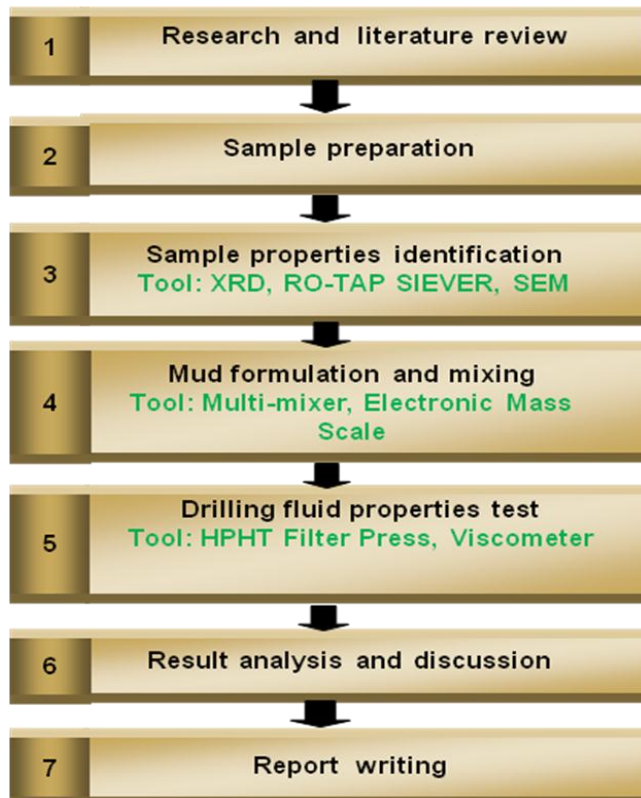 1
Research and literature review
2
Sample preparation
3
Sample properties identification
Tool: XRD, RO-TAP SIEVER, SEM
4
Mud formulation and mixing
Tool: Multi-mixer, Electronic Mass
Scale
5
Drilling fluid properties test
Tool: HPHT Filter Press, Viscometer
6
Result analysis and discussion
7
Report writing